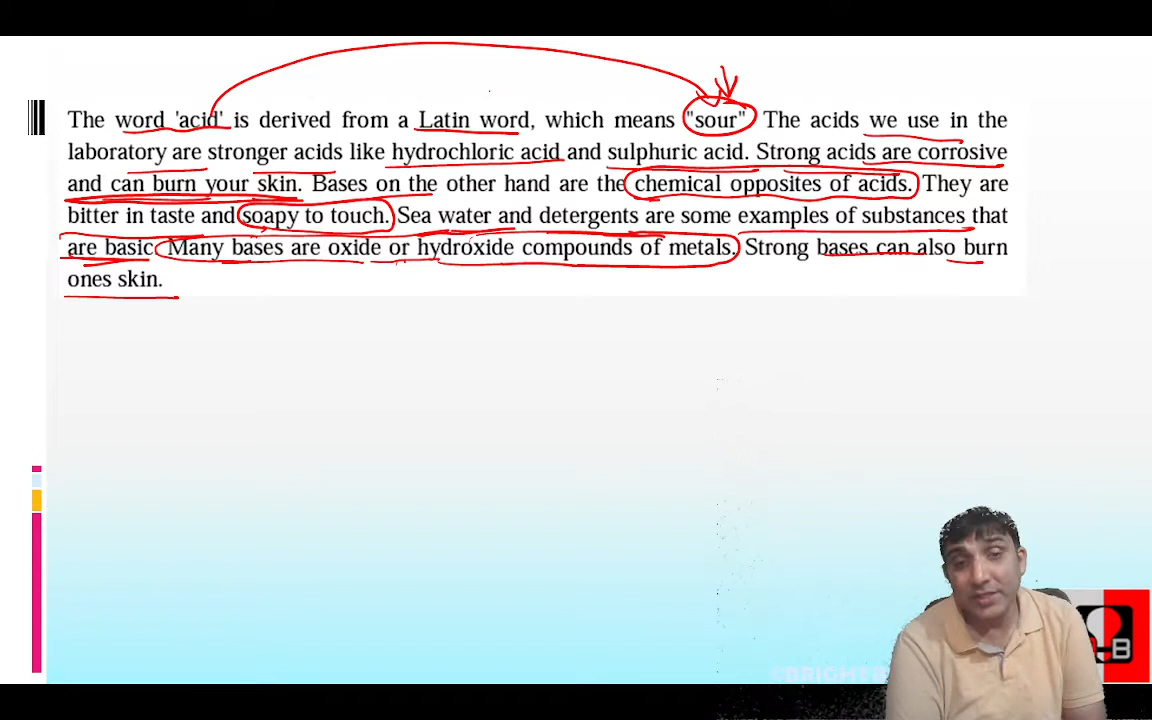 The word 'acid' is derived from a Latin word, which means "sour" The acids we use in the
laboratory are stronger acids like hydrochloric acid and sulphuric acid. Strong acids are corrosive
and can burn your skin. Bases on the other hand are the chemical opposites of acids. They are
bitter in taste and soapy to touch. Sea water and detergents are some examples of substances that
are basic Many bases are oxide or hydroxide compounds of metals. Strong bases can also burn
ones skin.
B